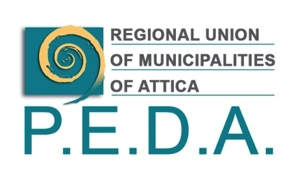 REGIONAL UNION
OF MUNICIPALITIES
OF ATTICA
P.E.D.A.